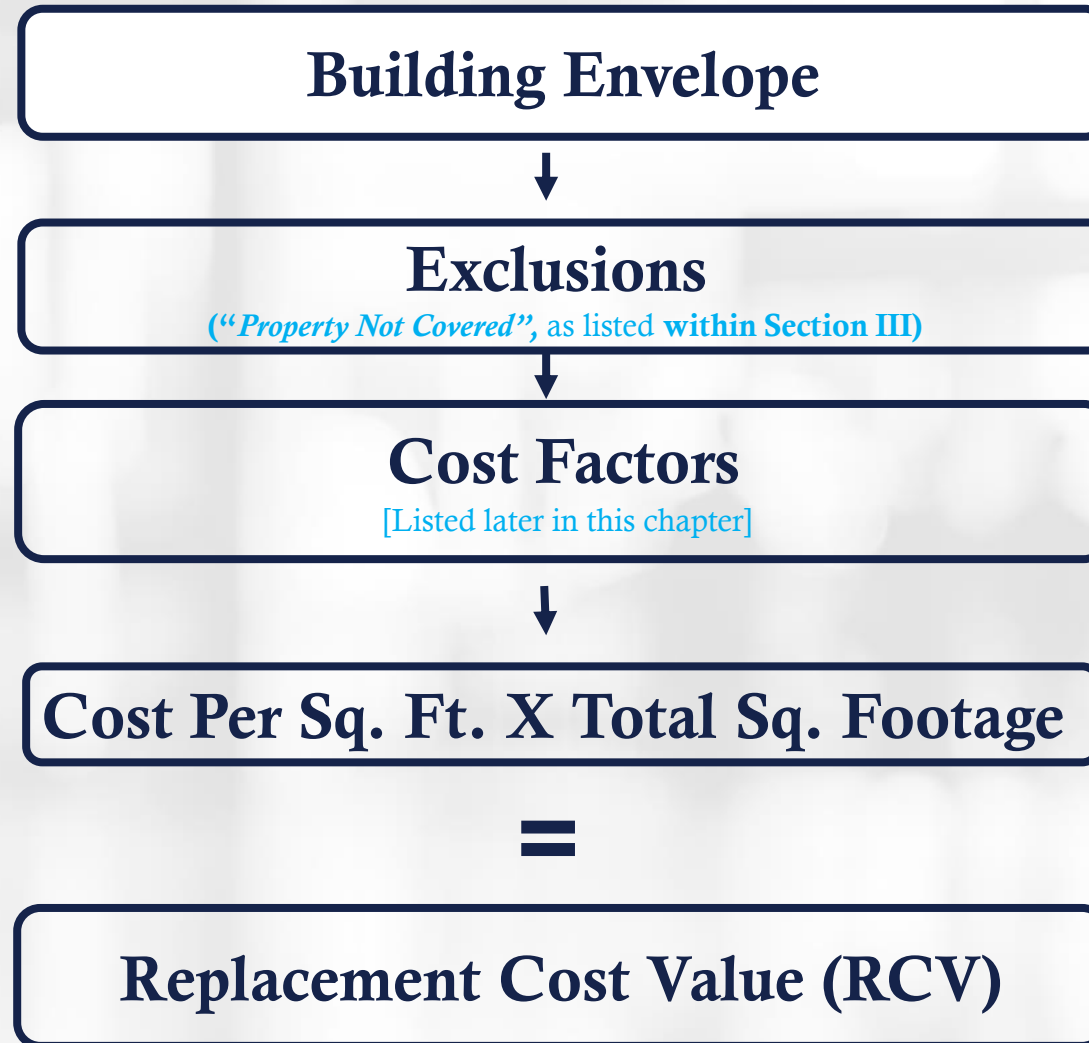 Building Envelope
Exclusions
(“Property Not Covered”, as listed within Section III)
Cost Factors
[Listed later in this chapter]
Cost Per Sq. Ft. X Total Sq. Footage
=
Replacement Cost Value (RCV)